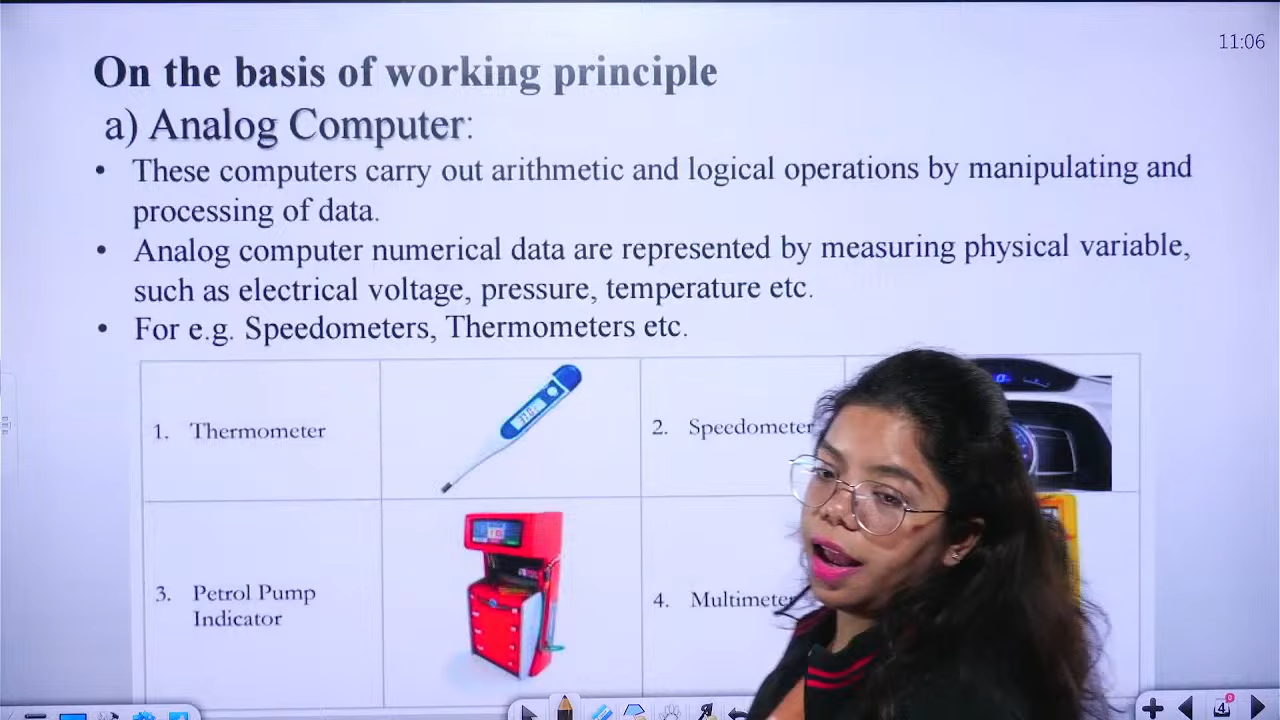 11:06
On the basis of working principle
a) Analog Computer:
• These computers carry out arithmetic and logical operations by manipulating and
processing of data.
• Analog computer numerical data are represented by measuring physical variable,
such as electrical voltage, pressure, temperature etc.
• For e.g. Speedometers, Thermometers etc.
1. Thermometer
2. Speedometer
3. Petrol Pump
Indicator
4. Multimeter
4